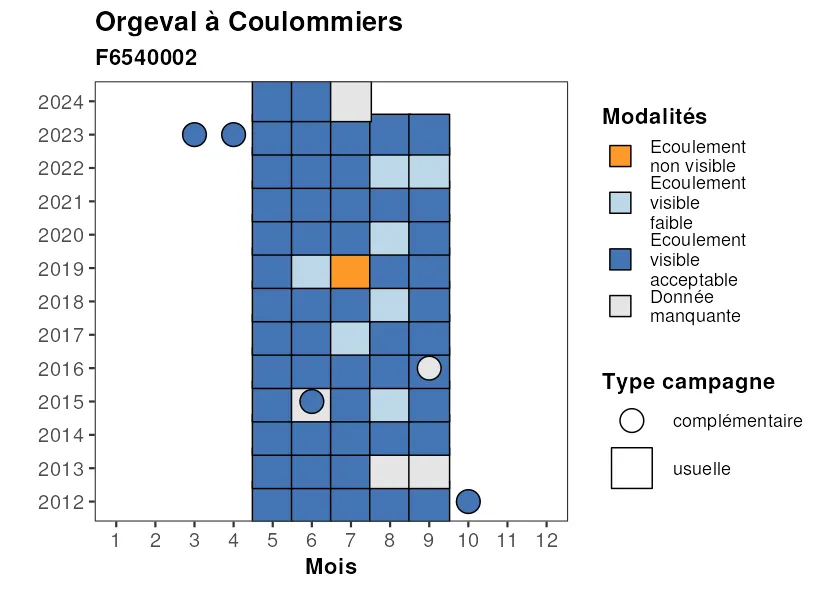 Orgeval à Coulommiers
F6540002
2024
2023
2022
2021
2020
2019
2018
2017
2016
2015
2014
2013
2012
1 2 3 4 5 6 7 8 9 10 11 12
Mois
Modalités
Ecoulement
non visible
Ecoulement
visible
faible
Ecoulement
visible
acceptable
Donnée
manquante
Type campagne
complémentaire
usuelle